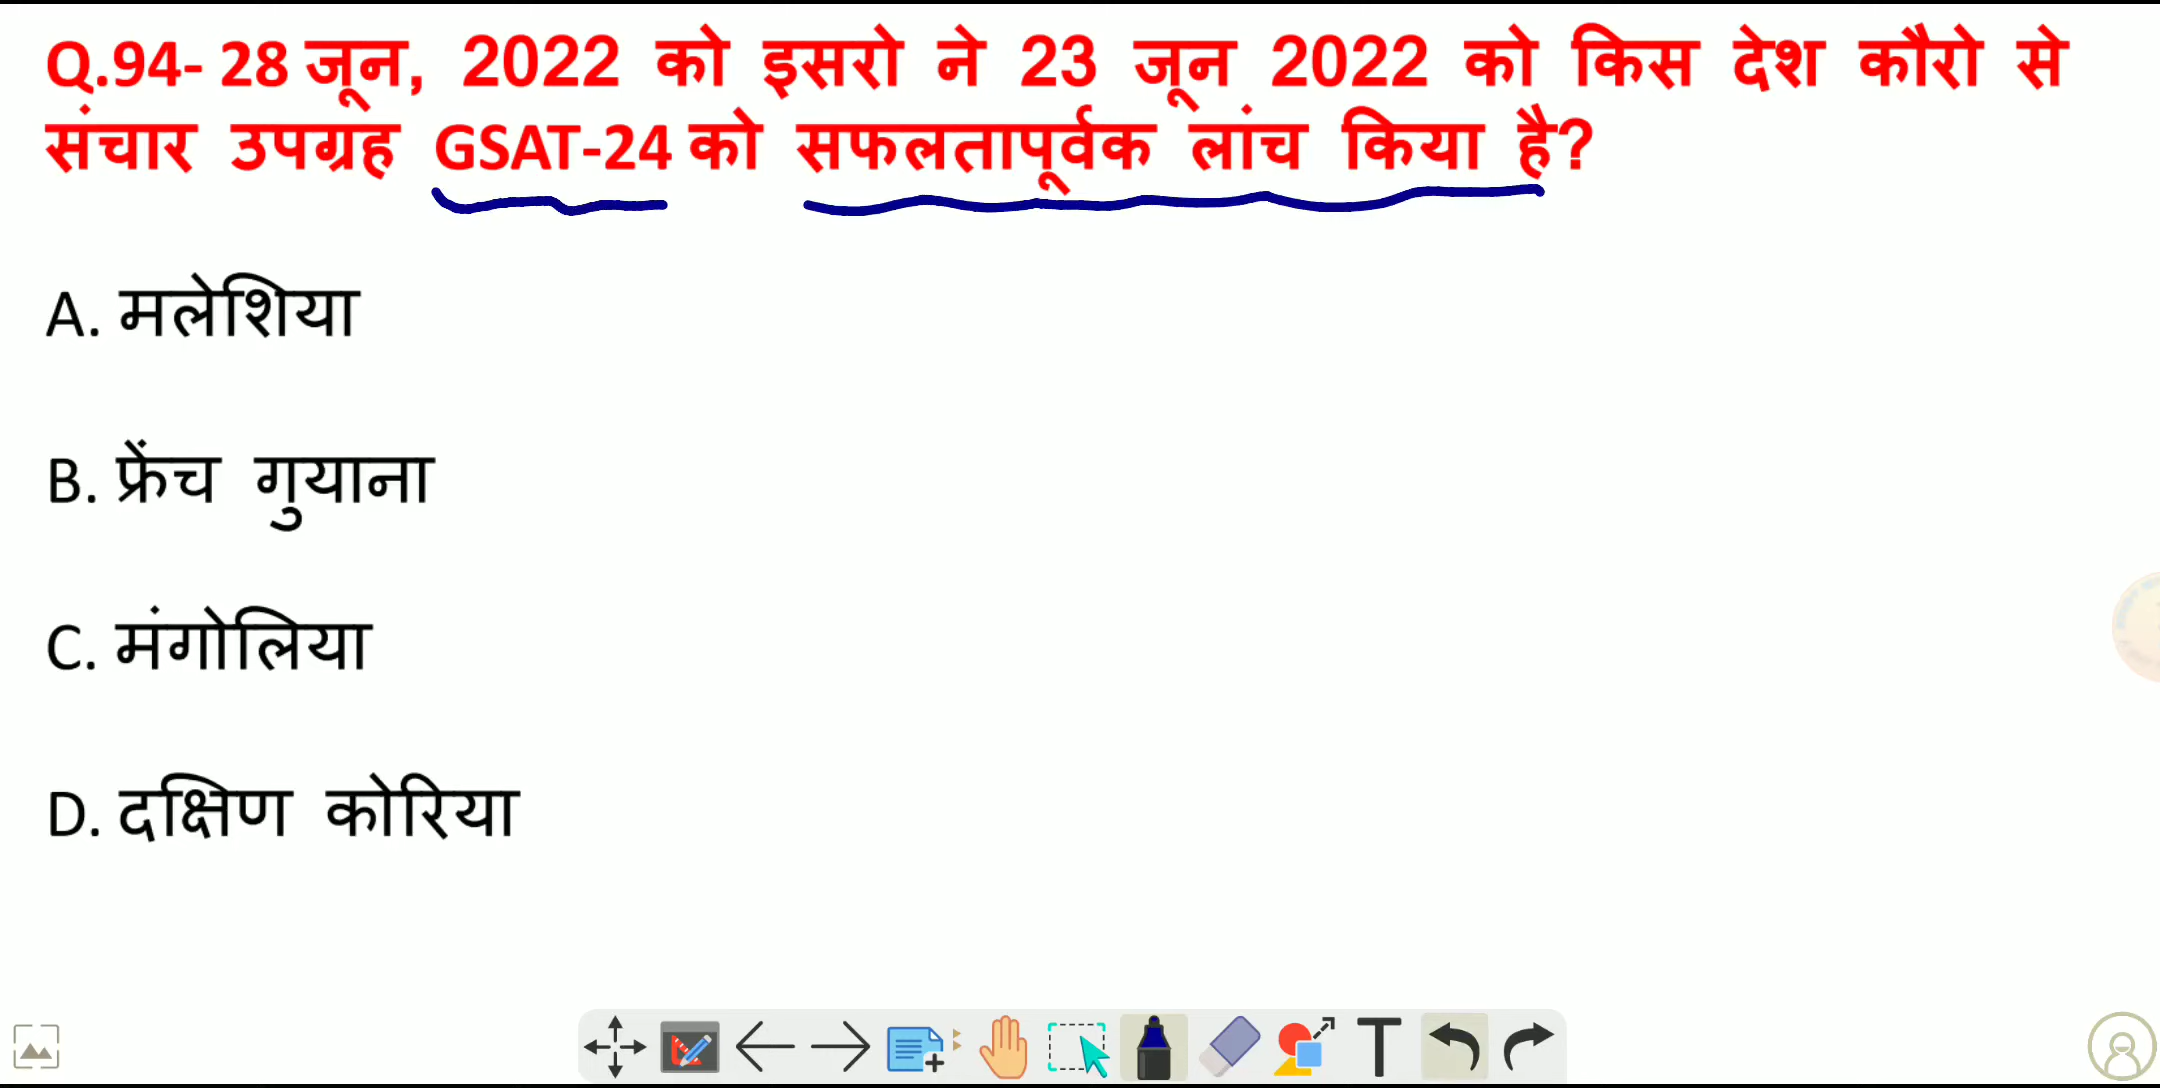 Q.94- 28 जून, 2022 को इसरो ने 23 जून 2022 को किस देश कौरो से
संचार उपग्रह GSAT-24 को सफलतापूर्वक लांच किया है?
A. मलेशिया
B. फ्रेंच गुयाना
C. मंगोलिया
D. दक्षिण कोरिया